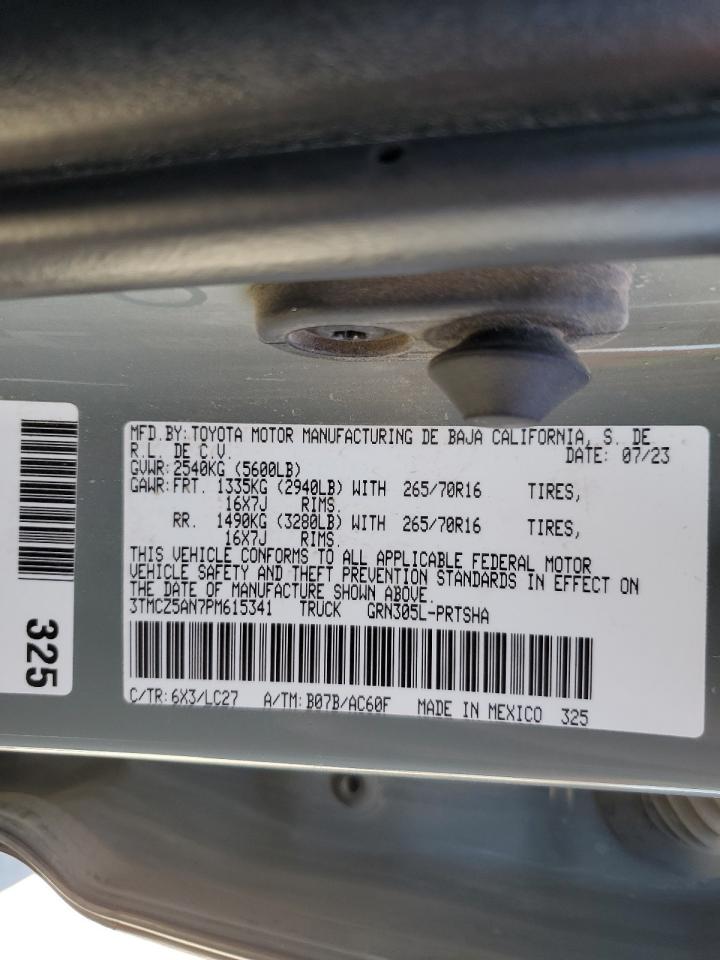 MFD.BY:TOYOTA MOTOR MANUFACTURING DE BAJA CALIFORNIA, S. DE
R.L. DE C.V. DATE: 07/23
GVWR:2540KG (5600LB)
GAWR:FRT. 1335KG (2940LB) WITH 265/70R16 TIRES,
16X7J RIMS.
RR. 1490KG (3280LB) WITH 265/70R16 TIRES,
16X7J RIMS.
THIS VEHICLE CONFORMS TO ALL APPLICABLE FEDERAL MOTOR
VEHICLE SAFETY AND THEFT PREVENTION STANDARDS IN EFFECT ON
THE DATE OF MANUFACTURE SHOWN ABOVE.
3TMCZ5AN7PM615341 TRUCK GRN305L-PRTSHA
C/TR:6X3/LC27 A/TM:B07B/AC60F MADE IN MEXICO 325
325